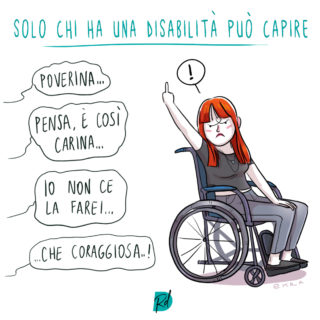 SOLO CHI HA UNA DISABILITÀ PUÒ CAPIRE
POVERINA...
!
PENSA, È COSÌ
CARINA...
IO NON CE
LA FAREI...
...CHE CORAGGIOSA..!